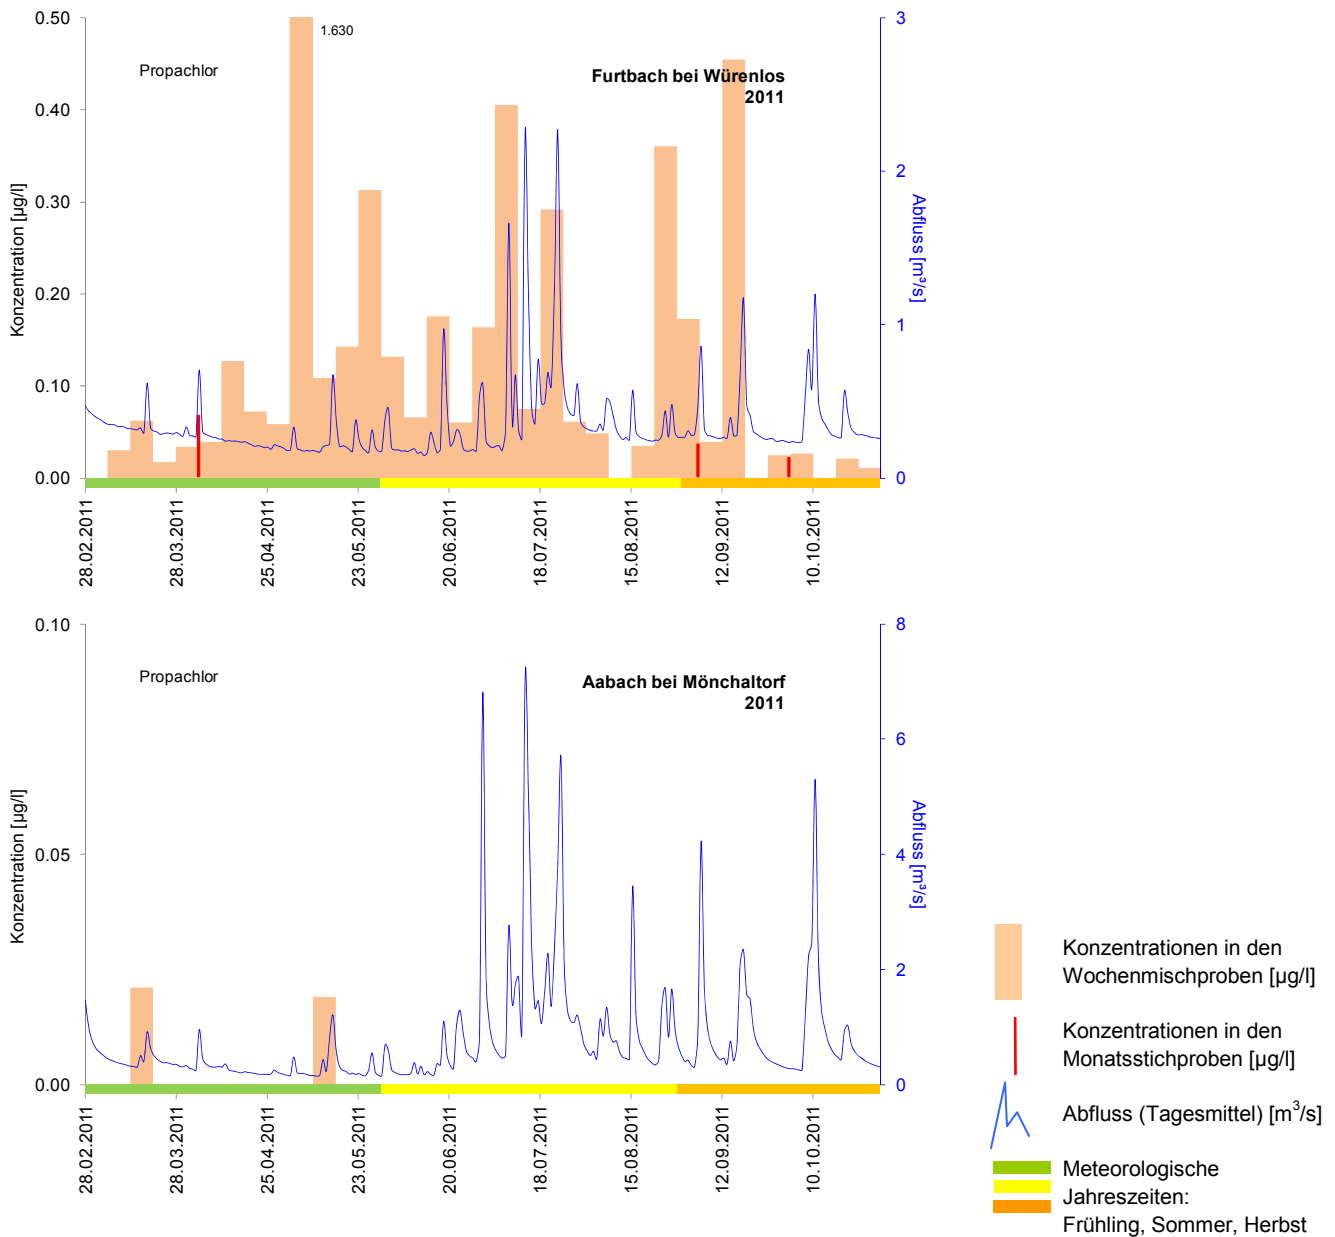 0.50
0.40
0.30
0.20
0.10
0.00
Konzentration [µg/l]
Propachlor
1.630
Furtbach bei Würenlos
2011
3
2
1
0
Abfluss [m³/s]
28.02.2011
28.03.2011
25.04.2011
23.05.2011
20.06.2011
18.07.2011
15.08.2011
12.09.2011
10.10.2011
0.10
0.05
0.00
Konzentration [µg/l]
Propachlor
Aabach bei Mönchaltorf
2011
8
6
4
2
0
Abfluss [m³/s]
28.02.2011
28.03.2011
25.04.2011
23.05.2011
20.06.2011
18.07.2011
15.08.2011
12.09.2011
10.10.2011
Konzentrationen in den
Wochenmischproben [µg/l]
Konzentrationen in den
Monatsstichproben [µg/l]
Abfluss (Tagesmittel) [m³/s]
Meteorologische
Jahreszeiten:
Frühling, Sommer, Herbst